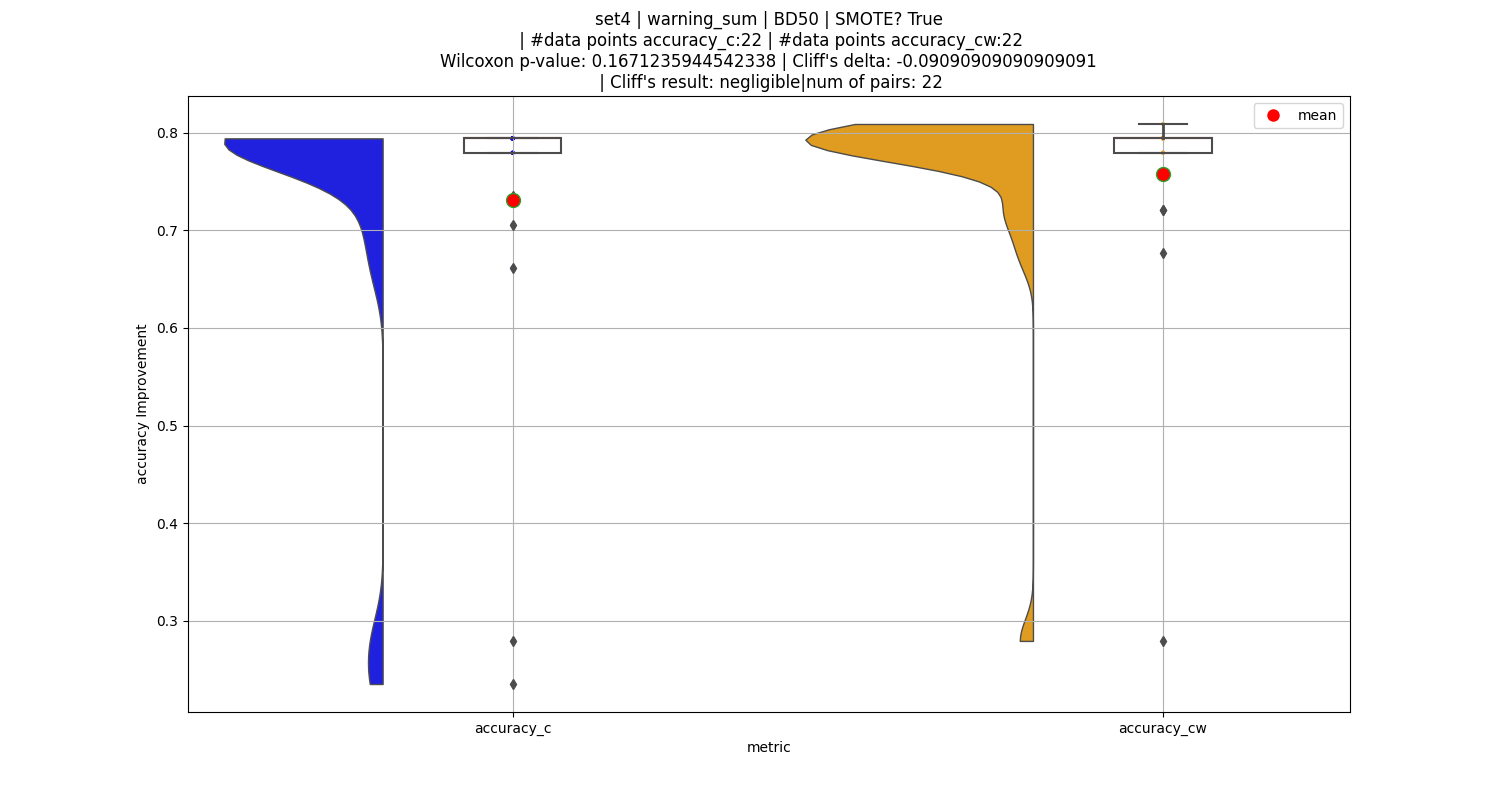 set4 | warning_sum | BD50 | SMOTE? True
| #data points accuracy_c:22 | #data points accuracy_cw:22
Wilcoxon p-value: 0.1671235944542338 | Cliff's delta: -0.09090909090909091
| Cliff's result: negligible|num of pairs: 22
mean
0.8
0.7
0.6
0.5
0.4
0.3
accuracy Improvement
accuracy_c
accuracy_cw
metric